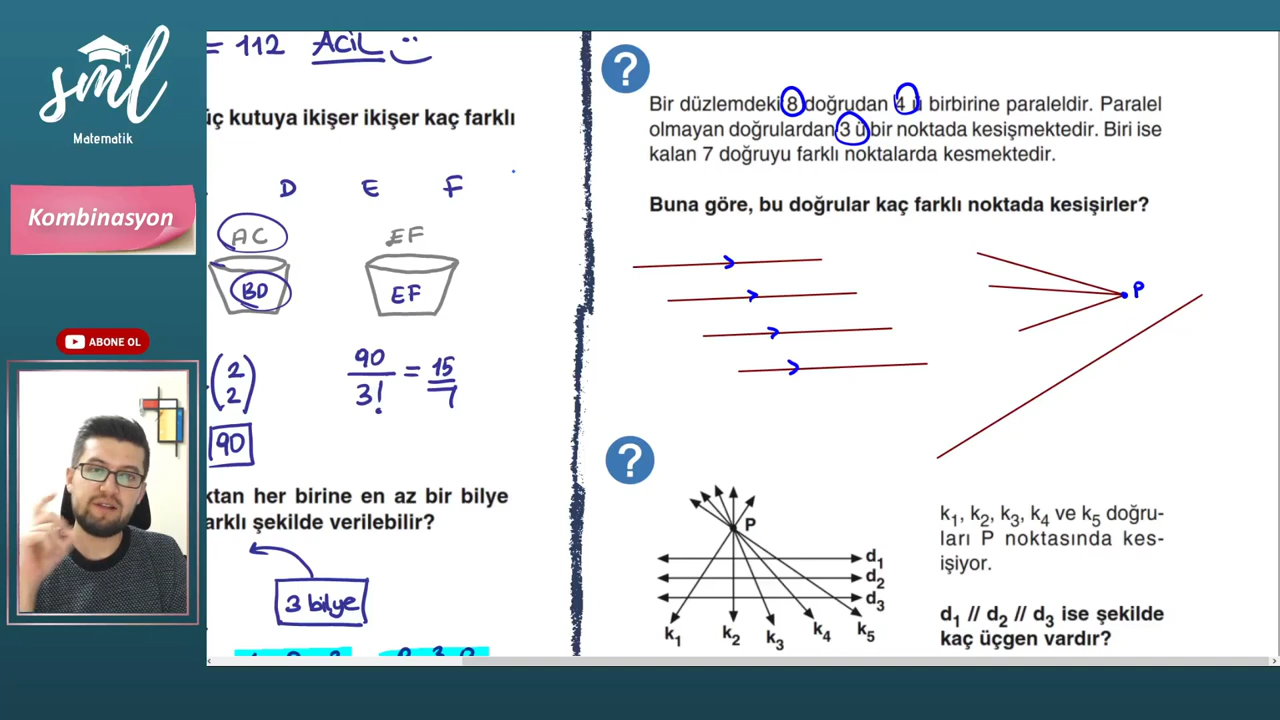 sml
Matematik
Kombinasyon
ABONE OL
= 112 ACİL
üç kutuya ikişer ikişer kaç farklı
D E F
AC EF
BD EF
(2 2)
90/3! = 15
90
ktan her birine en az bir bilye
arklı şekilde verilebilir?
3 bilye
?
Bir düzlemdeki 8 doğrudan 4 ü birbirine paraleldir. Paralel
olmayan doğrulardan 3 ü bir noktada kesişmektedir. Biri ise
kalan 7 doğruyu farklı noktalarda kesmektedir.
Buna göre, bu doğrular kaç farklı noktada kesişirler?
P
?
P
d1
d2
d3
k1 k2 k3 k4 k5
k1, k2, k3, k4 ve k5 doğru-
ları P noktasında kes-
işiyor.
d1 // d2 // d3 ise şekilde
kaç üçgen vardır?